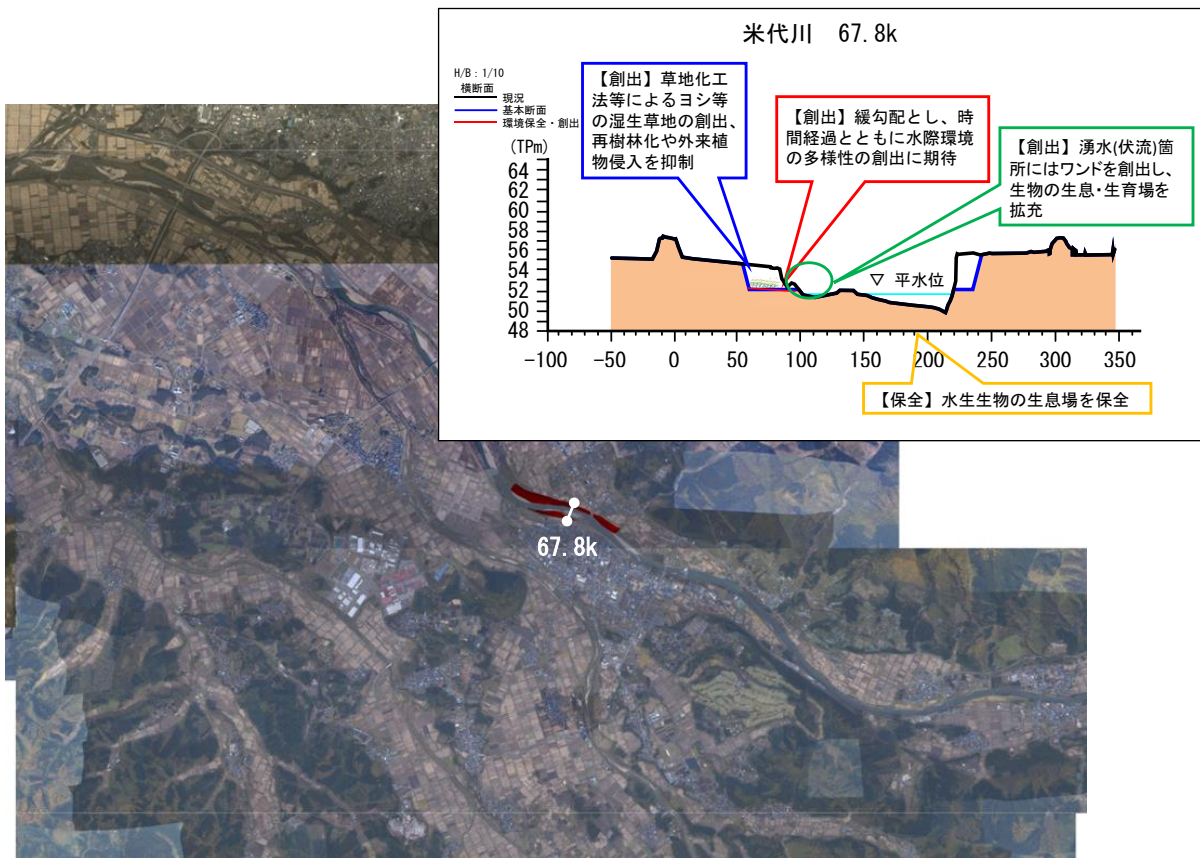 米代川　67.8k
H/B：1/10
横断面
現況
基本断面
環境保全・創出
(TPm)
【創出】草地化工
法等によるヨシ等
の湿生草地の創出、
再樹林化や外来植
物侵入を抑制
【創出】緩勾配とし、時
間経過とともに水際環境
の多様性の創出に期待
【創出】湧水(伏流)箇
所にはワンドを創出し、
生物の生息・生育場を
拡充
64
62
60
58
56
54
52
50
48
▽ 平水位
-100 -50 0 50 100 150 200 250 300 350
【保全】水生生物の生息場を保全
67.8k